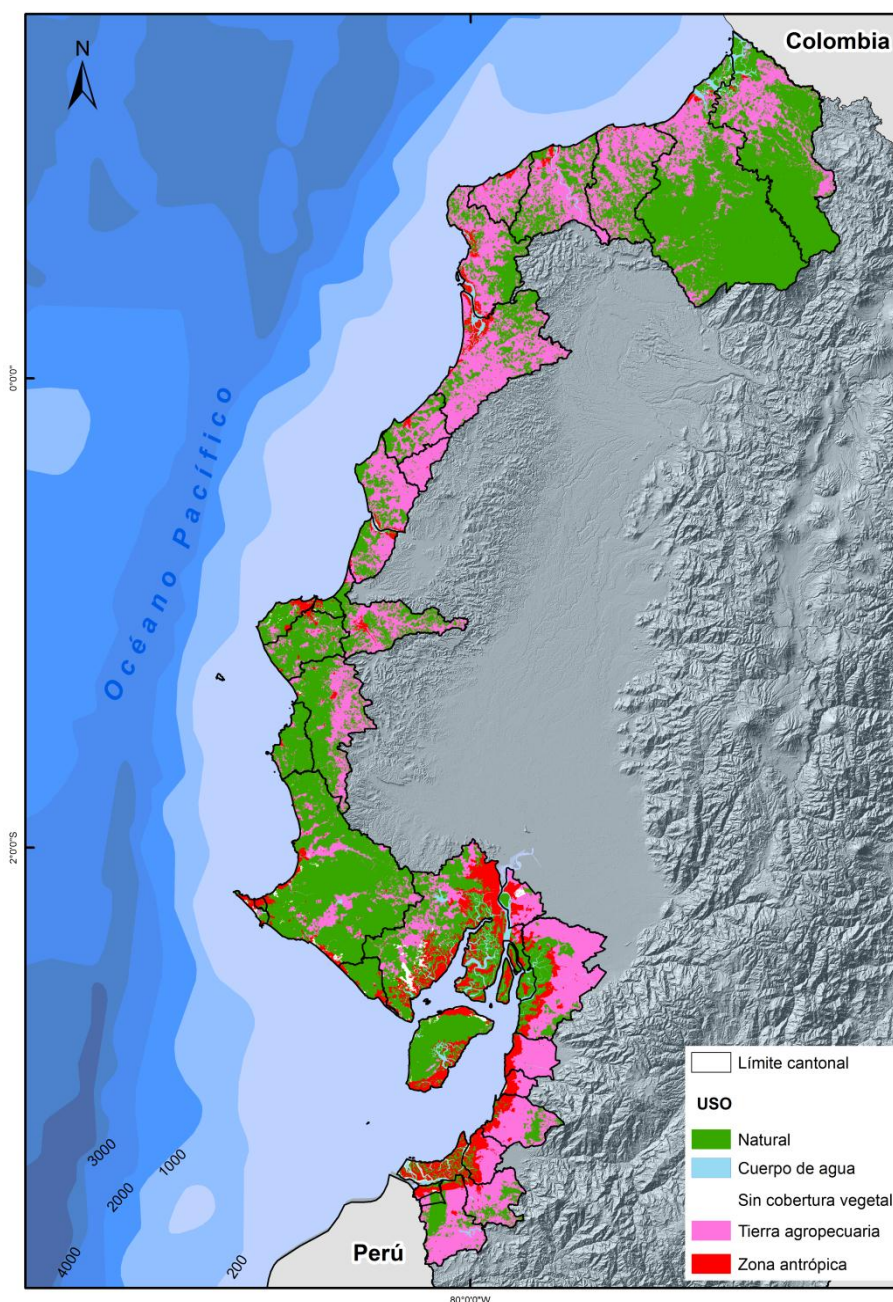 N
Colombia
0°0'0"
Océano Pacífico
2°0'0"S
3000
1000
2000
4000
200
Perú
80°0'0"W
Límite cantonal
USO
Natural
Cuerpo de agua
Sin cobertura vegetal
Tierra agropecuaria
Zona antrópica